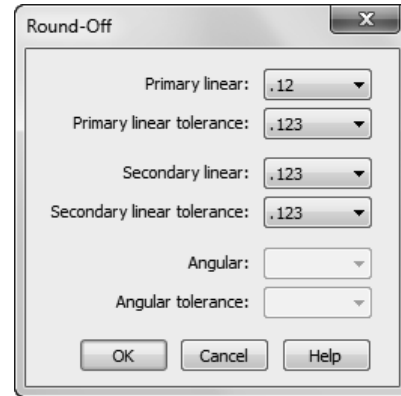 Round-Off
x
Primary linear: .12
Primary linear tolerance: .123
Secondary linear: .123
Secondary linear tolerance: .123
Angular:
Angular tolerance:
OK Cancel Help